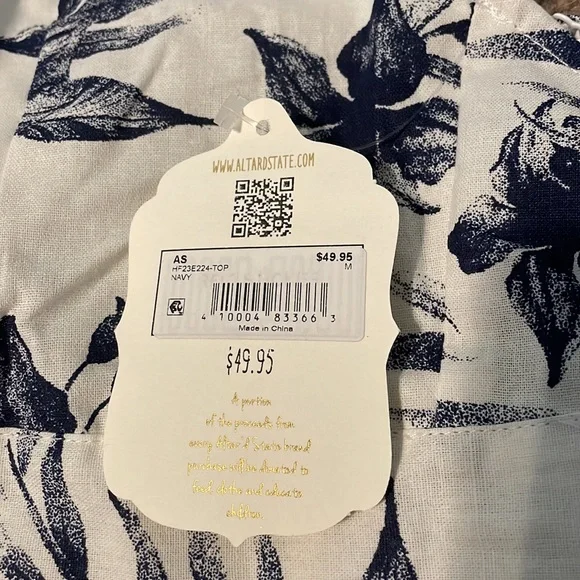 WWW.ALTARDSTATE.COM
AS $49.95
HF23E224-TOP M
NAVY
4 10004 83366 3
Made in China
$49.95
A portion
of the proceeds from
every Altar'd State brand
purchase will be donated to
feed, clothe and educate
children.